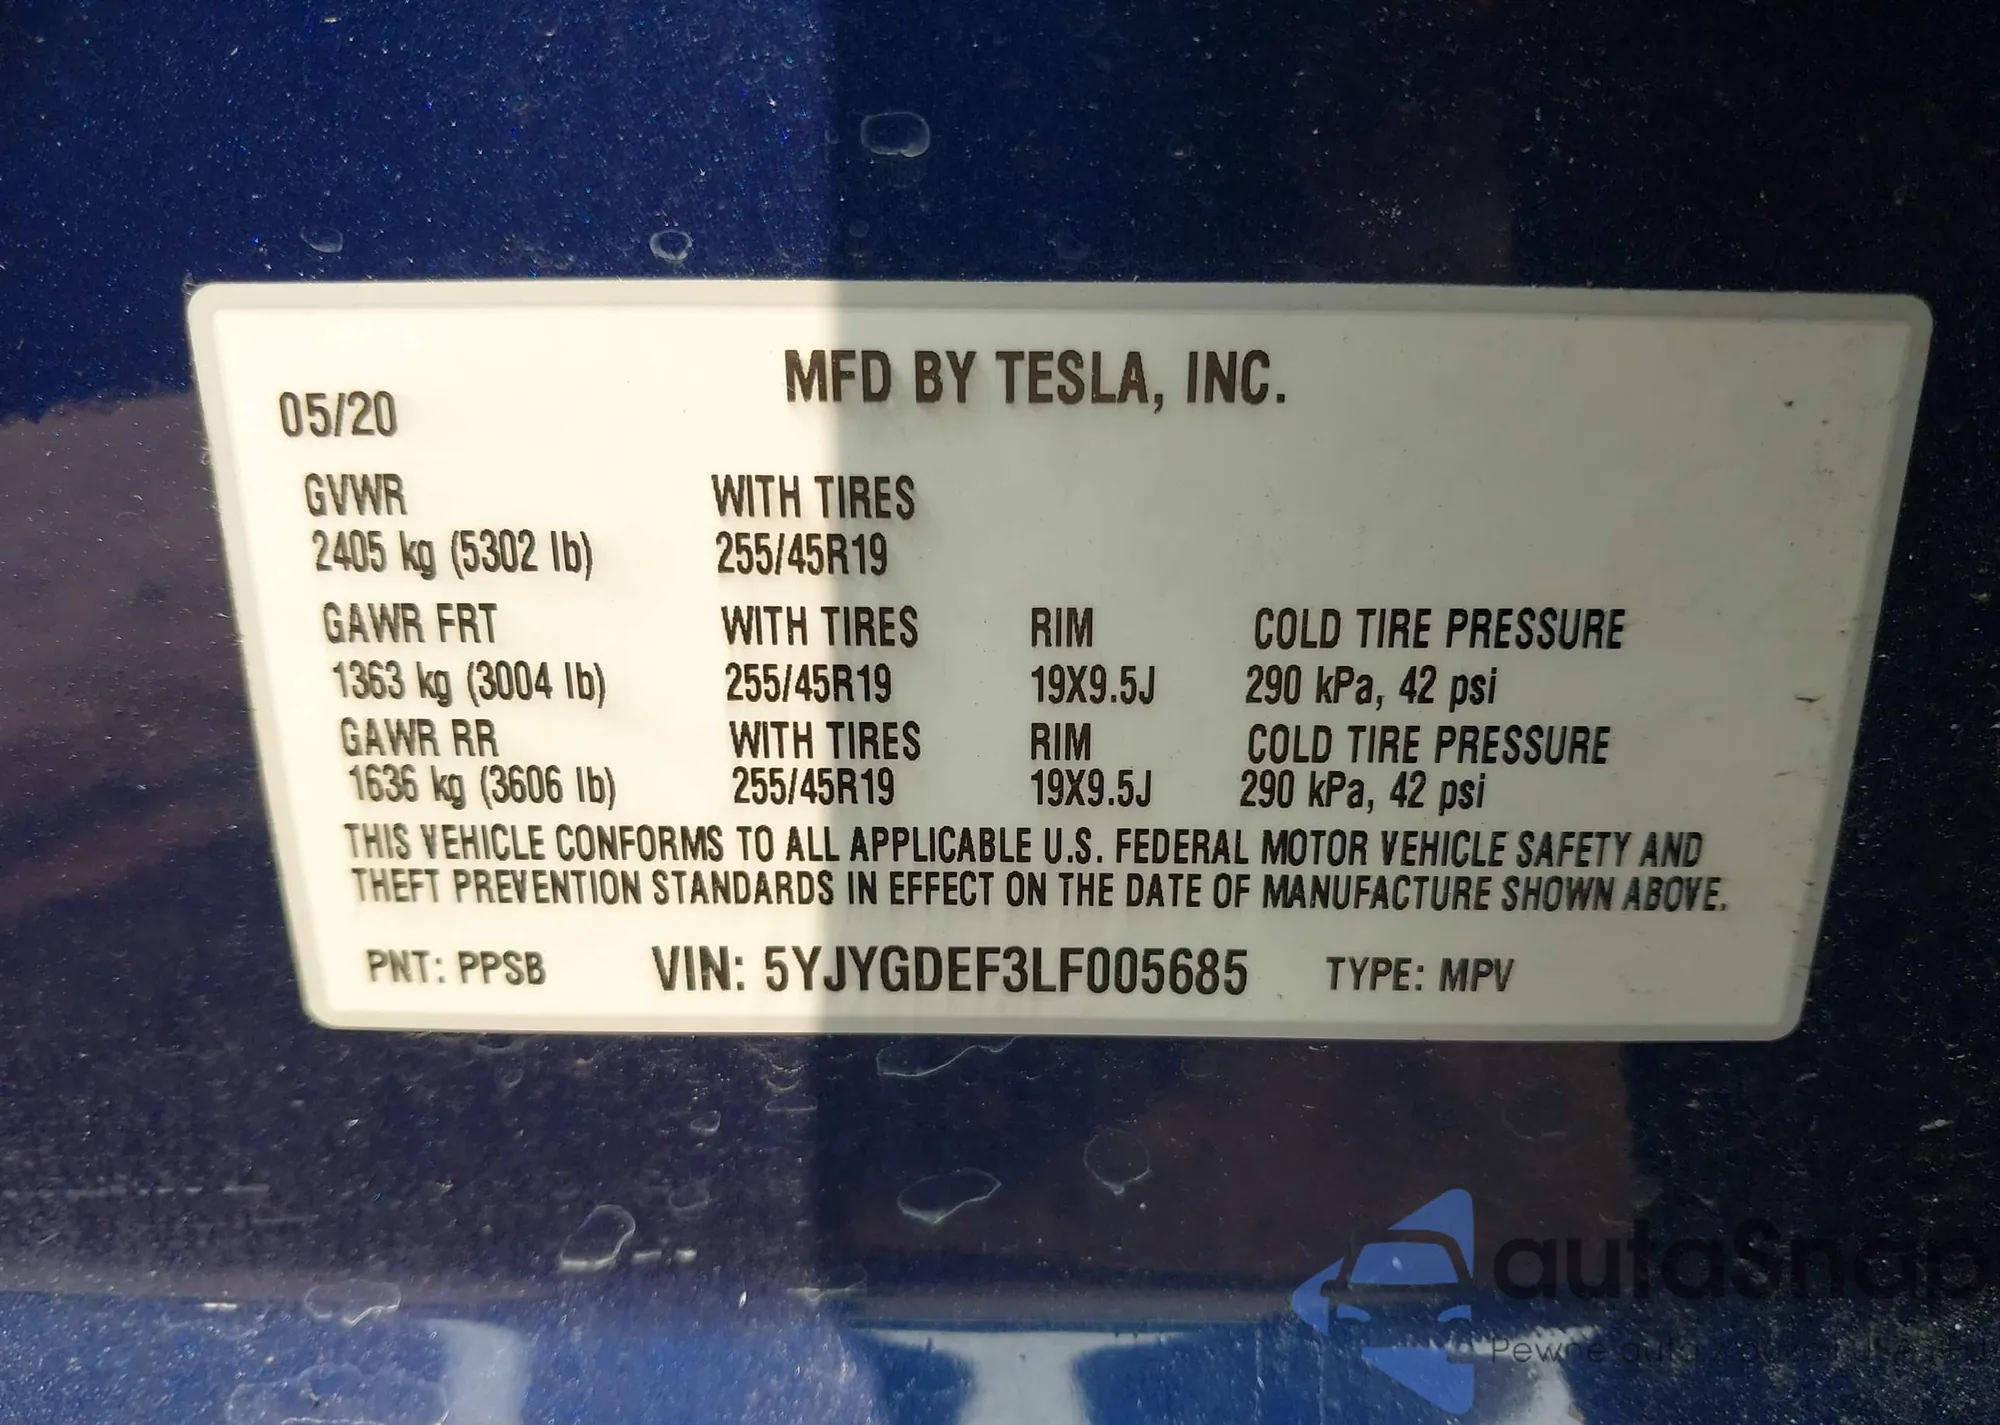 MFD BY TESLA, INC.
05/20
GVWR WITH TIRES
2405 kg (5302 lb) 255/45R19
GAWR FRT WITH TIRES RIM COLD TIRE PRESSURE
1363 kg (3004 lb) 255/45R19 19X9.5J 290 kPa, 42 psi
GAWR RR WITH TIRES RIM COLD TIRE PRESSURE
1636 kg (3606 lb) 255/45R19 19X9.5J 290 kPa, 42 psi
THIS VEHICLE CONFORMS TO ALL APPLICABLE U.S. FEDERAL MOTOR VEHICLE SAFETY AND
THEFT PREVENTION STANDARDS IN EFFECT ON THE DATE OF MANUFACTURE SHOWN ABOVE.
PNT: PPSB VIN: 5YJYGDEF3LF005685 TYPE: MPV
autaSnap
Pewne auta